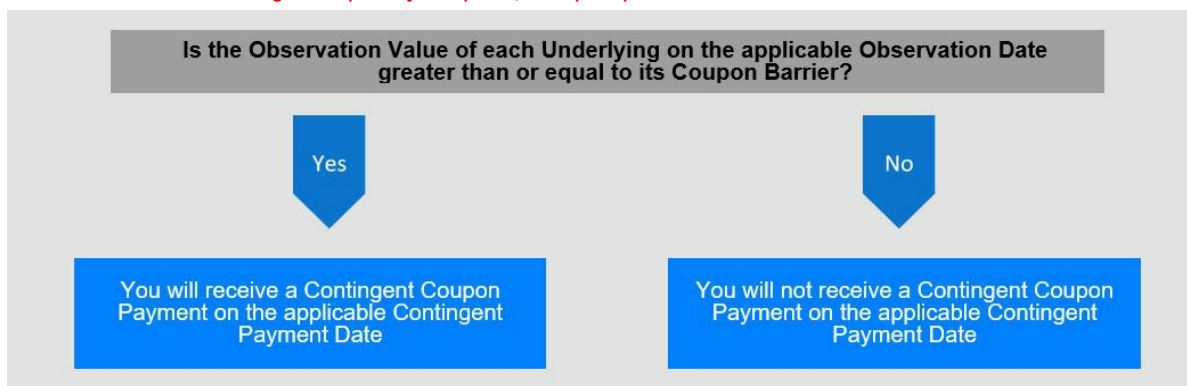 Is the Observation Value of each Underlying on the applicable Observation Date
greater than or equal to its Coupon Barrier?
Yes
No
You will receive a Contingent Coupon
Payment on the applicable Contingent
Payment Date
You will not receive a Contingent Coupon
Payment on the applicable Contingent
Payment Date